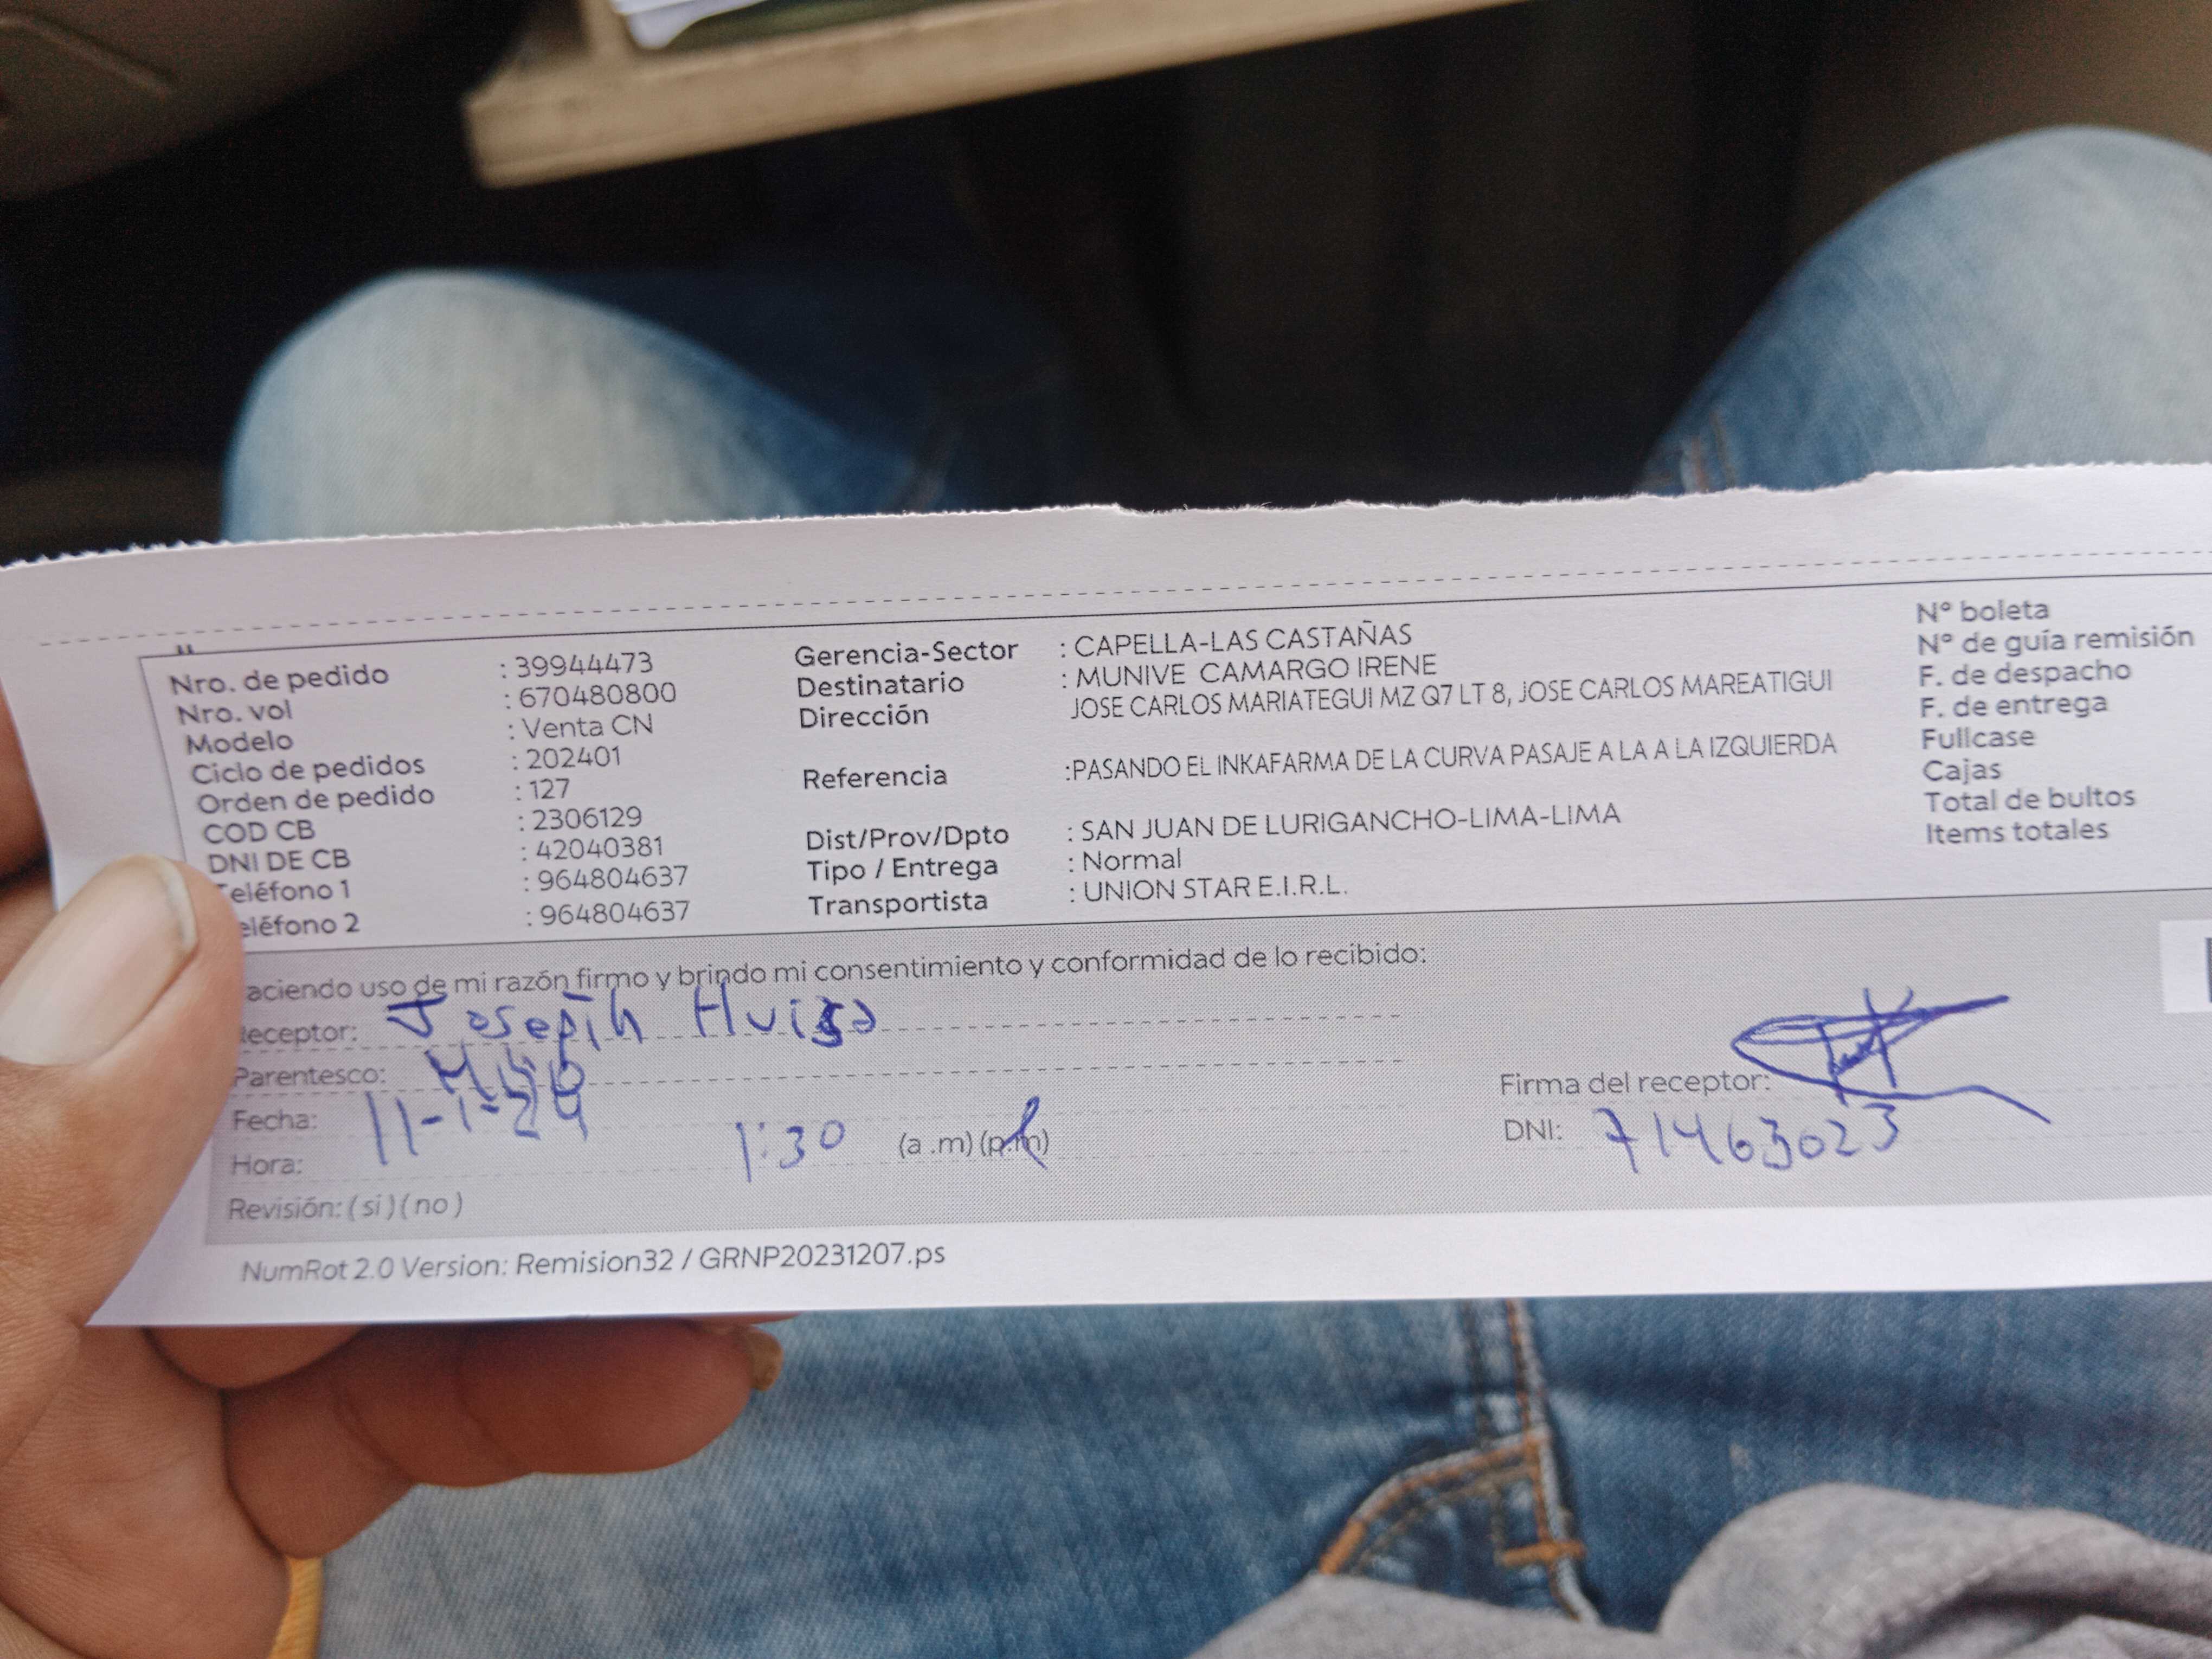 Nro. de pedido : 39944473
Nro. vol : 670480800
Modelo : Venta CN
Ciclo de pedidos : 202401
Orden de pedido : 127
COD CB : 2306129
DNI DE CB : 42040381
eléfono 1 : 964804637
eléfono 2 : 964804637
Gerencia-Sector : CAPELLA-LAS CASTAÑAS
Destinatario : MUNIVE CAMARGO IRENE
Dirección JOSE CARLOS MARIATEGUI MZ Q7 LT 8, JOSE CARLOS MAREATIGUI
Referencia :PASANDO EL INKAFARMA DE LA CURVA PASAJE A LA A LA IZQUIERDA
Dist/Prov/Dpto : SAN JUAN DE LURIGANCHO-LIMA-LIMA
Tipo / Entrega : Normal
Transportista : UNION STAR E.I.R.L.
N° boleta
N° de guía remisión
F. de despacho
F. de entrega
Fullcase
Cajas
Total de bultos
Items totales
aciendo uso de mi razón firmo y brindo mi consentimiento y conformidad de lo recibido:
eceptor:
Parentesco:
Fecha: 11-1-24
Hora: 1:30 (a .m) (p.m)
Revisión: ( si ) ( no )
Firma del receptor:
DNI: 71463023
NumRot 2.0 Version: Remision32 / GRNP20231207.ps